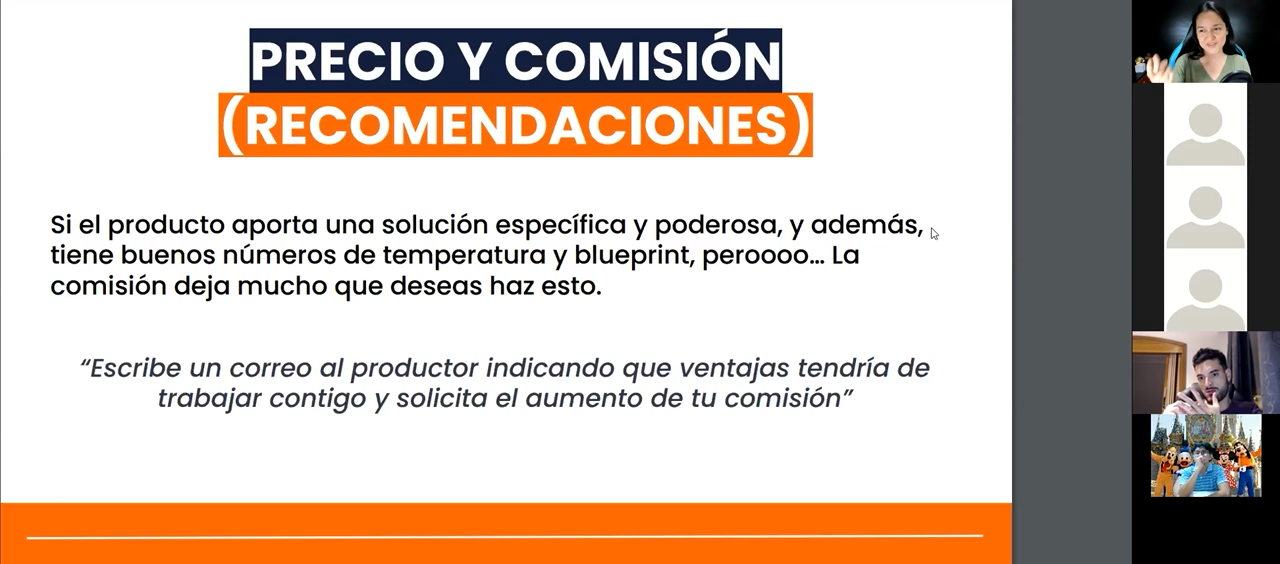 PRECIO Y COMISIÓN
(RECOMENDACIONES)
Si el producto aporta una solución específica y poderosa, y además,
tiene buenos números de temperatura y blueprint, peroooo... La
comisión deja mucho que deseas haz esto.
“Escribe un correo al productor indicando que ventajas tendría de
trabajar contigo y solicita el aumento de tu comisión”